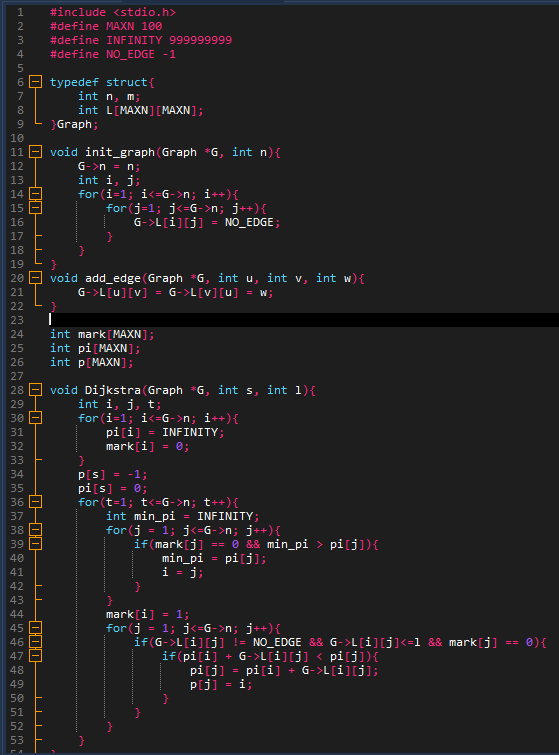 1 #include <stdio.h>
2 #define MAXN 100
3 #define INFINITY 999999999
4 #define NO_EDGE -1
5
6 typedef struct{
7     int n, m;
8     int L[MAXN][MAXN];
9 }Graph;
10
11 void init_graph(Graph *G, int n){
12     G->n = n;
13     int i, j;
14     for(i=1; i<=G->n; i++){
15         for(j=1; j<=G->n; j++){
16             G->L[i][j] = NO_EDGE;
17         }
18     }
19 }
20 void add_edge(Graph *G, int u, int v, int w){
21     G->L[u][v] = G->L[v][u] = w;
22 }
23
24 int mark[MAXN];
25 int pi[MAXN];
26 int p[MAXN];
27
28 void Dijkstra(Graph *G, int s, int l){
29     int i, j, t;
30     for(i=1; i<=G->n; i++){
31         pi[i] = INFINITY;
32         mark[i] = 0;
33     }
34     p[s] = -1;
35     pi[s] = 0;
36     for(t=1; t<=G->n; t++){
37         int min_pi = INFINITY;
38         for(j = 1; j<=G->n; j++){
39             if(mark[j] == 0 && min_pi > pi[j]){
40                 min_pi = pi[j];
41                 i = j;
42             }
43         }
44         mark[i] = 1;
45         for(j = 1; j<=G->n; j++){
46             if(G->L[i][j] != NO_EDGE && G->L[i][j]<=l && mark[j] == 0){
47                 if(pi[i] + G->L[i][j] < pi[j]){
48                     pi[j] = pi[i] + G->L[i][j];
49                     p[j] = i;
50                 }
51             }
52         }
53     }